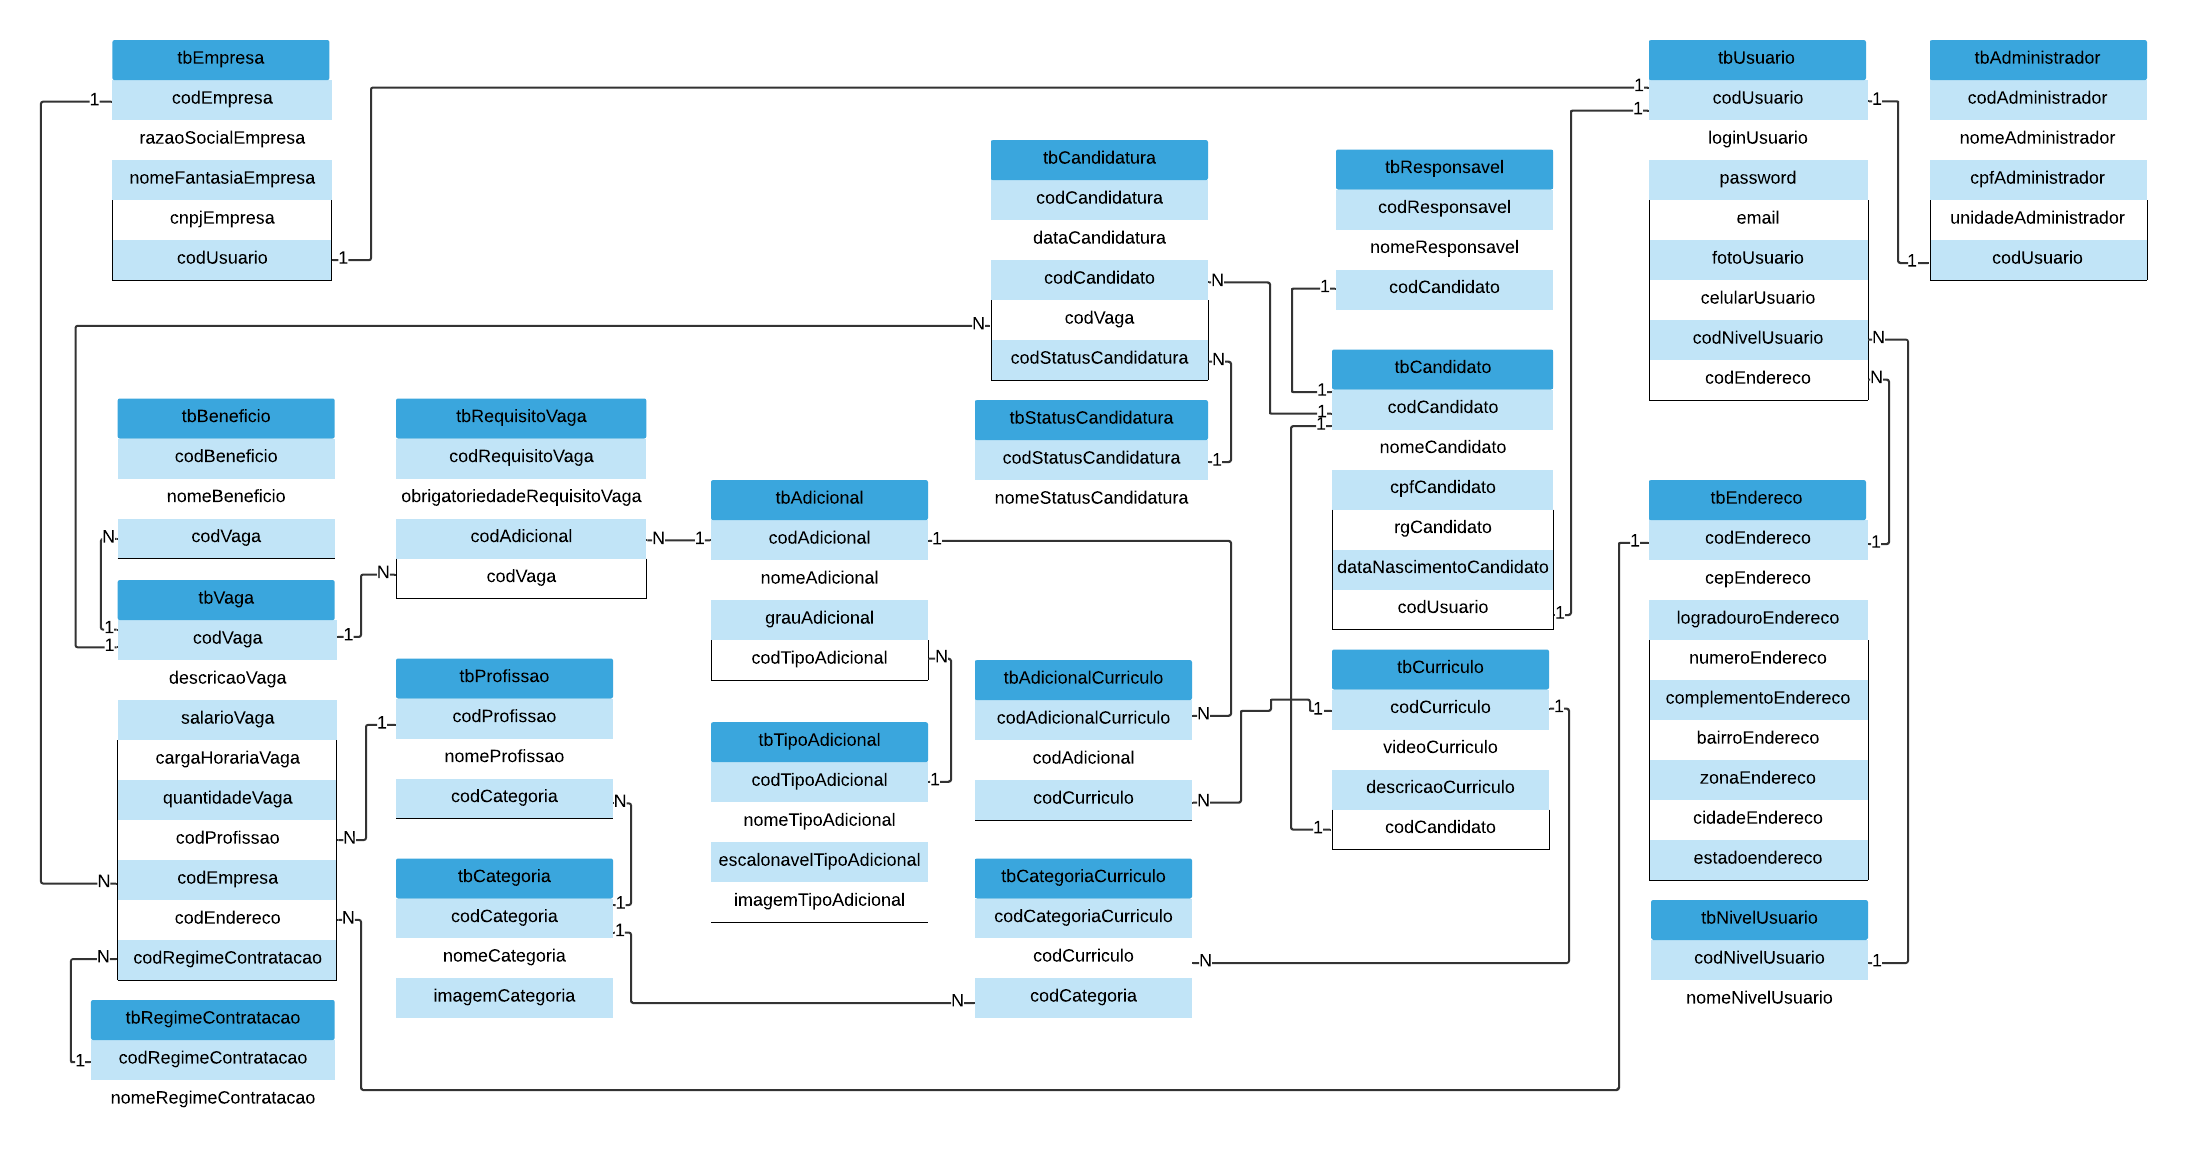 tbEmpresa
codEmpresa
razaoSocialEmpresa
nomeFantasiaEmpresa
cnpjEmpresa
codUsuario
1
1
tbUsuario
codUsuario
loginUsuario
password
email
fotoUsuario
celularUsuario
codNivelUsuario
codEndereco
1
1
1
N
N
tbAdministrador
codAdministrador
nomeAdministrador
cpfAdministrador
unidadeAdministrador
codUsuario
1
tbCandidatura
codCandidatura
dataCandidatura
codCandidato
codVaga
codStatusCandidatura
N
N
N
tbResponsavel
codResponsavel
nomeResponsavel
codCandidato
1
tbStatusCandidatura
codStatusCandidatura
nomeStatusCandidatura
1
tbCandidato
codCandidato
nomeCandidato
cpfCandidato
rgCandidato
dataNascimentoCandidato
codUsuario
1
1
1
1
tbBeneficio
codBeneficio
nomeBeneficio
codVaga
N
tbRequisitoVaga
codRequisitoVaga
obrigatoriedadeRequisitoVaga
codAdicional
codVaga
N
N
tbAdicional
codAdicional
nomeAdicional
grauAdicional
codTipoAdicional
1
1
N
tbEndereco
codEndereco
cepEndereco
logradouroEndereco
numeroEndereco
complementoEndereco
bairroEndereco
zonaEndereco
cidadeEndereco
estadoendereco
1
1
tbVaga
codVaga
descricaoVaga
salarioVaga
cargaHorariaVaga
quantidadeVaga
codProfissao
codEmpresa
codEndereco
codRegimeContratacao
1
1
1
N
N
N
N
tbProfissao
codProfissao
nomeProfissao
codCategoria
1
N
tbTipoAdicional
codTipoAdicional
nomeTipoAdicional
escalonavelTipoAdicional
imagemTipoAdicional
1
tbAdicionalCurriculo
codAdicionalCurriculo
codAdicional
codCurriculo
N
N
tbCurriculo
codCurriculo
videoCurriculo
descricaoCurriculo
codCandidato
1
1
1
tbCategoria
codCategoria
nomeCategoria
imagemCategoria
1
1
tbCategoriaCurriculo
codCategoriaCurriculo
codCurriculo
codCategoria
N
N
tbNivelUsuario
codNivelUsuario
nomeNivelUsuario
1
tbRegimeContratacao
codRegimeContratacao
nomeRegimeContratacao
1